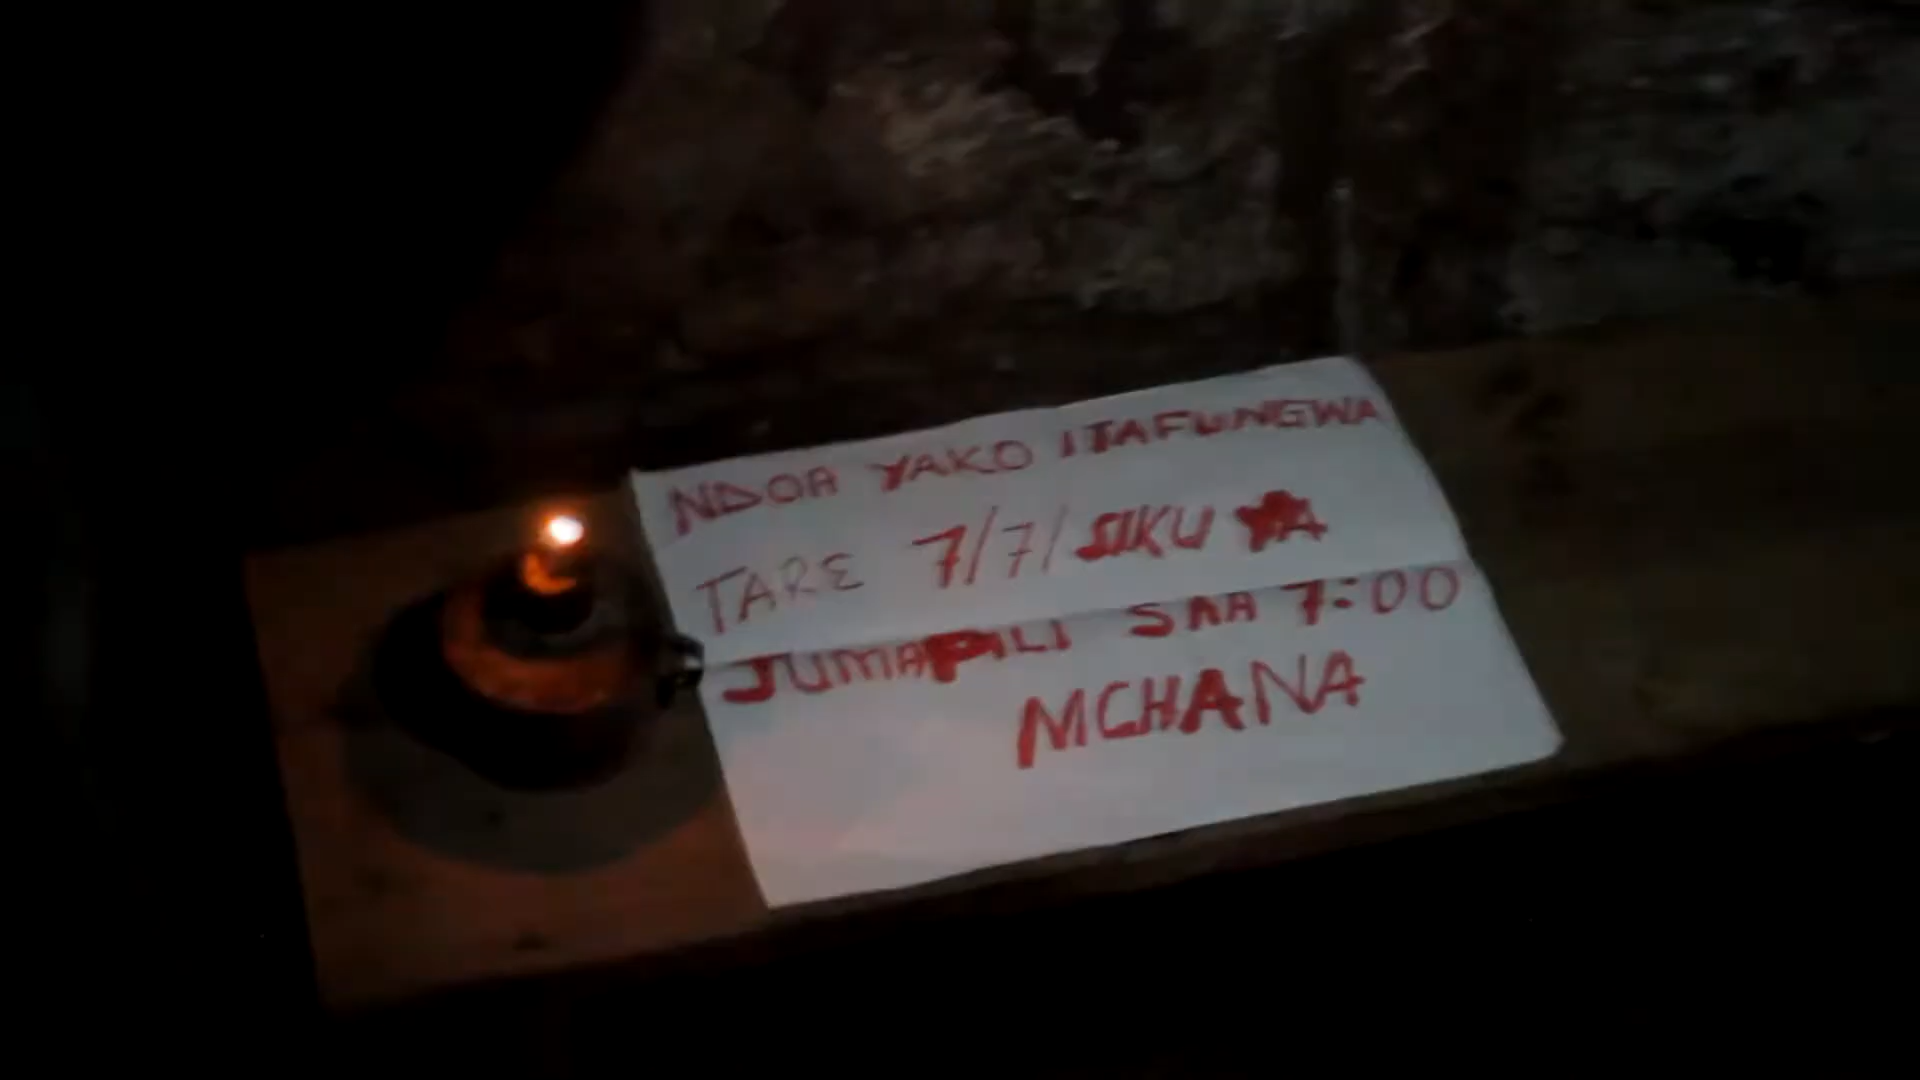 NDOA YAKO ITAFUNGWA
TARE 7/7/SIKU YA
JUMAPILI SAA 7:00
MCHANA